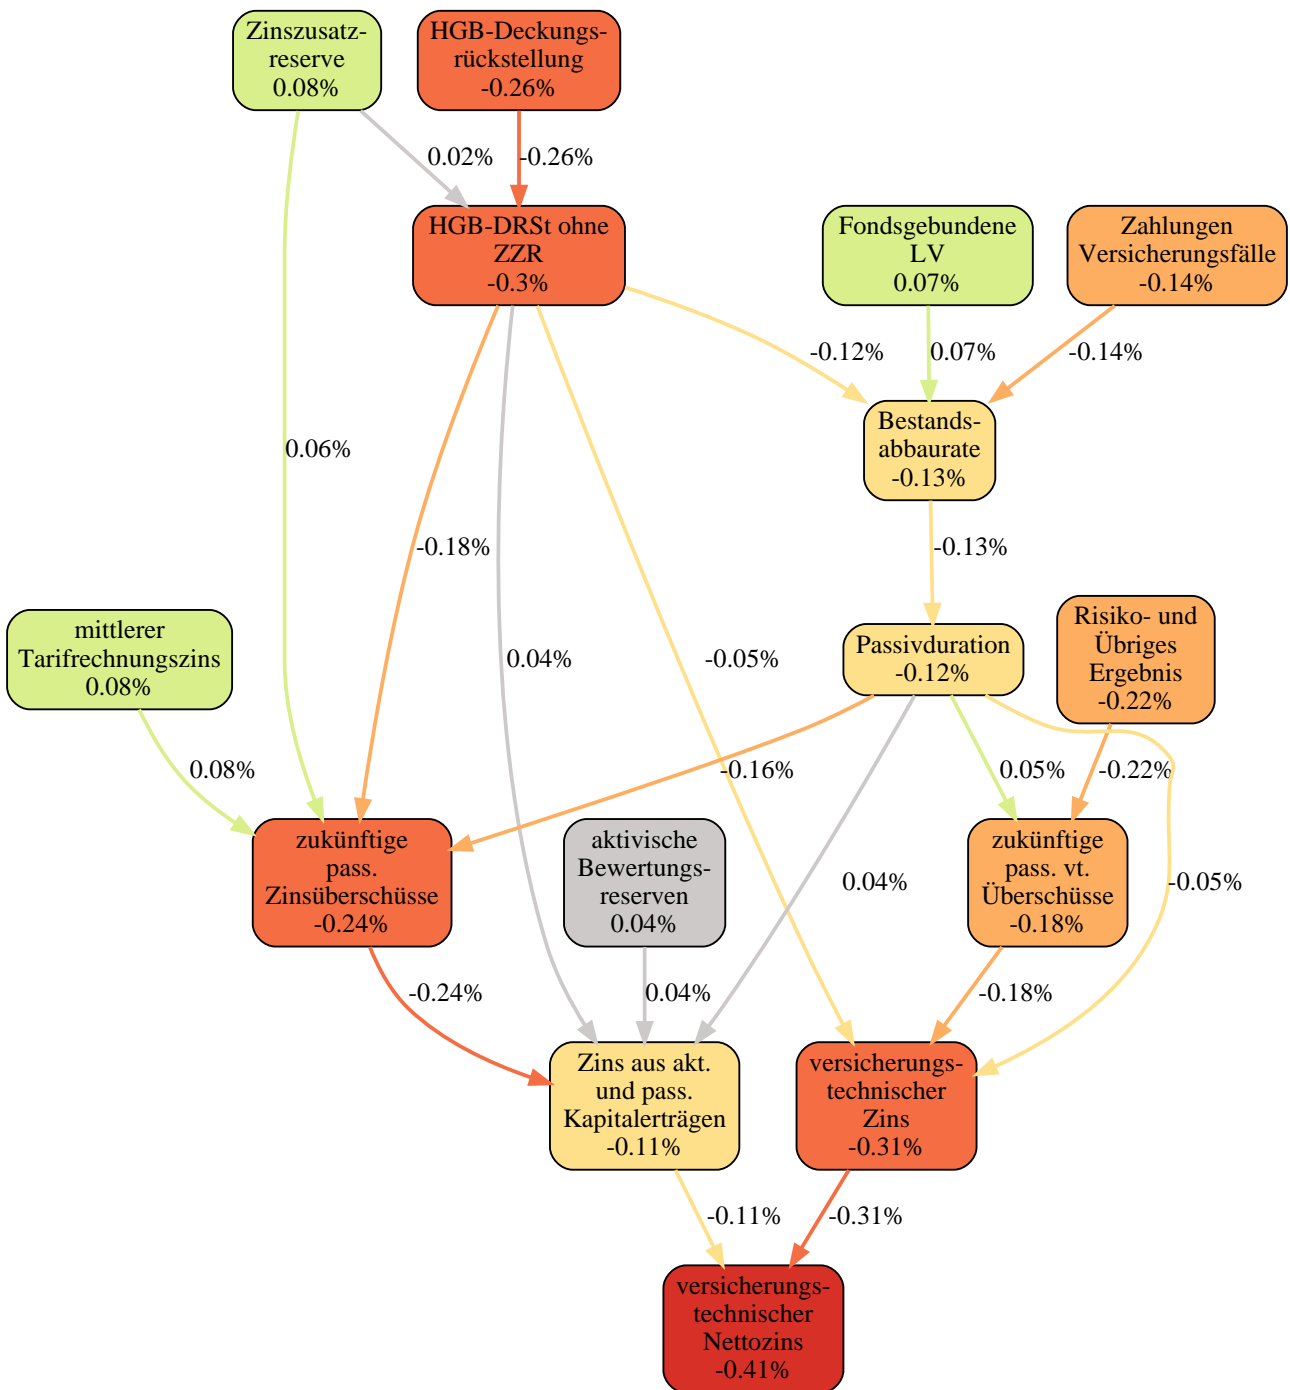 Zinszusatz-
reserve
0.08%
HGB-Deckungs-
rückstellung
-0.26%
0.02%
-0.26%
HGB-DRSt ohne
ZZR
-0.3%
Fondsgebundene
LV
0.07%
Zahlungen
Versicherungsfälle
-0.14%
-0.12%
0.07%
-0.14%
0.06%
Bestands-
abbaurate
-0.13%
-0.18%
-0.13%
mittlerer
Tarifrechnungszins
0.08%
0.04%
-0.05%
Passivduration
-0.12%
Risiko- und
Übriges
Ergebnis
-0.22%
0.08%
-0.16%
0.05%
-0.22%
zukünftige
pass.
Zinsüberschüsse
-0.24%
aktivische
Bewertungs-
reserven
0.04%
0.04%
zukünftige
pass. vt.
Überschüsse
-0.18%
-0.05%
-0.24%
0.04%
-0.18%
Zins aus akt.
und pass.
Kapitalerträgen
-0.11%
versicherungs-
technischer
Zins
-0.31%
-0.11%
-0.31%
versicherungs-
technischer
Nettozins
-0.41%